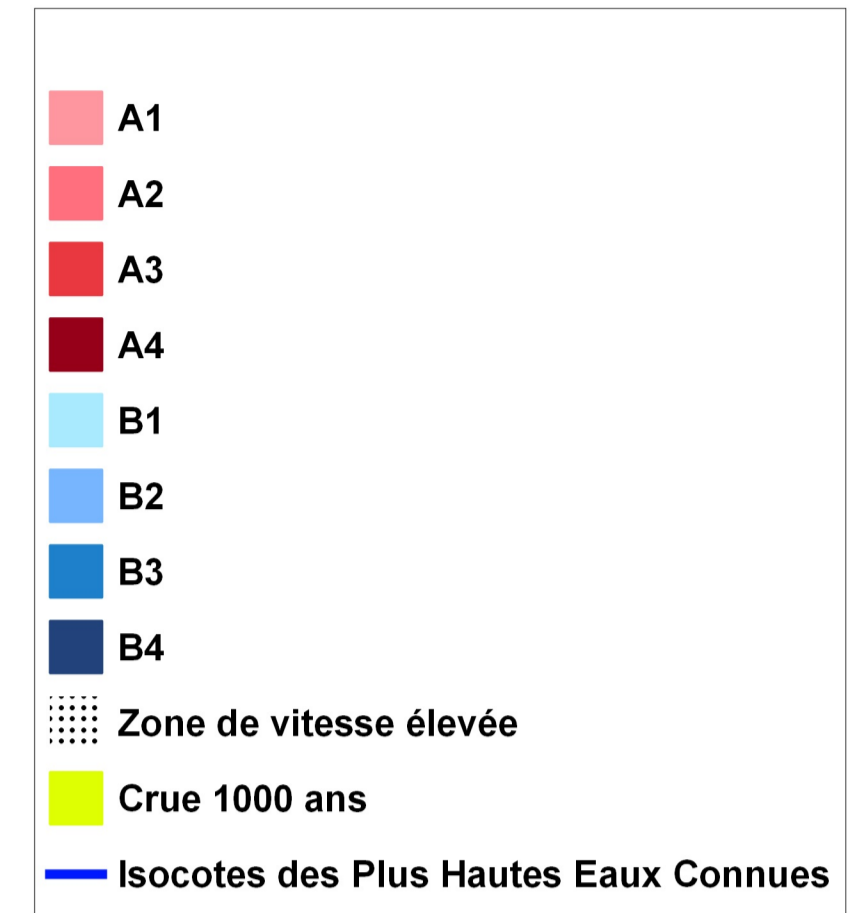 A1
A2
A3
A4
B1
B2
B3
B4
Zone de vitesse élevée
Crue 1000 ans
Isocotes des Plus Hautes Eaux Connues